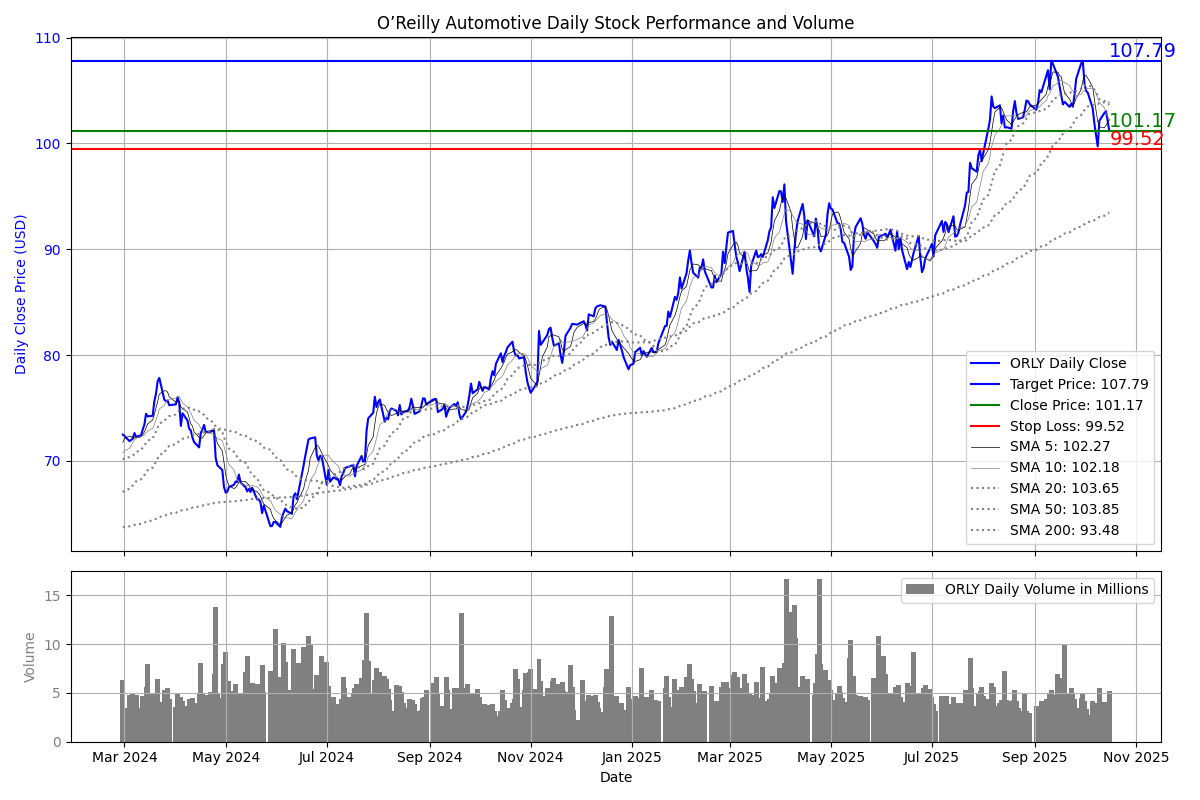 O’Reilly Automotive Daily Stock Performance and Volume
Daily Close Price (USD)
110
100
90
80
70
107.79
101.17
99.52
ORLY Daily Close
Target Price: 107.79
Close Price: 101.17
Stop Loss: 99.52
SMA 5: 102.27
SMA 10: 102.18
SMA 20: 103.65
SMA 50: 103.85
SMA 200: 93.48
Volume
15
10
5
0
ORLY Daily Volume in Millions
Mar 2024 May 2024 Jul 2024 Sep 2024 Nov 2024 Jan 2025 Mar 2025 May 2025 Jul 2025 Sep 2025 Nov 2025
Date